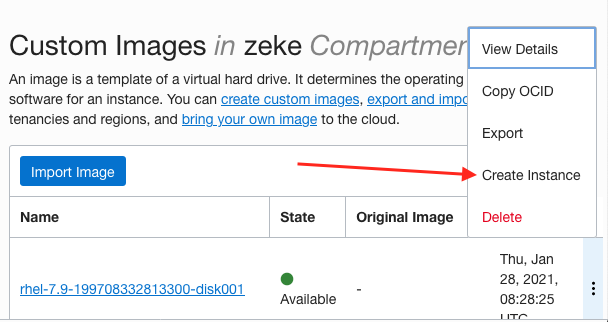 Custom Images in zeke Compartmen
View Details
An image is a template of a virtual hard drive. It determines the operating
software for an instance. You can create custom images, export and impo
Copy OCID
tenancies and regions, and bring your own image to the cloud.
Export
Import Image
Create Instance
Name State Original Image
Delete
rhel-7.9-199708332813300-disk001
Available
-
Thu, Jan
28, 2021,
08:28:25
UTC